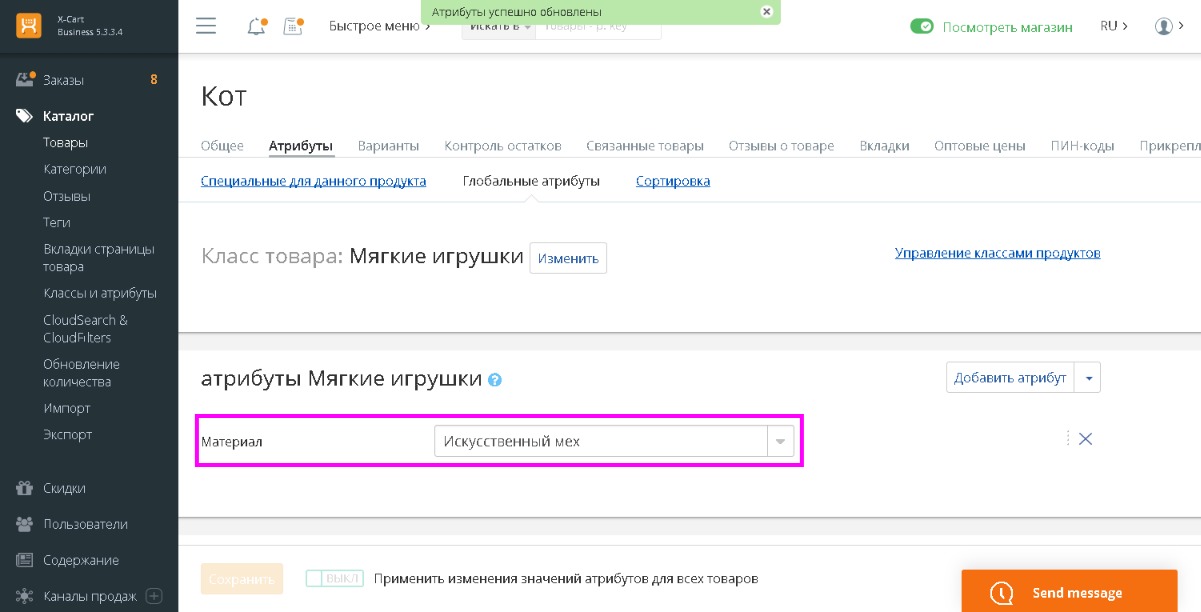 X-Cart
Business 5.3.3.4
Атрибуты успешно обновлены
Быстрое меню
Искать в
Посмотреть магазин
RU
Заказы
8
Каталог
Товары
Категории
Отзывы
Теги
Вкладки страницы
товара
Классы и атрибуты
CloudSearch &
CloudFilters
Обновление
количества
Импорт
Экспорт
Скидки
Пользователи
Содержание
Каналы продаж
Кот
Общее Атрибуты Варианты Контроль остатков Связанные товары Отзывы о товаре Вкладки Оптовые цены ПИН-коды Прикрепл
Специальные для данного продукта Глобальные атрибуты Сортировка
Класс товара: Мягкие игрушки Изменить Управление классами продуктов
атрибуты Мягкие игрушки ? Добавить атрибут
Материал Искусственный мех
Сохранить ВЫКЛ Применить изменения значений атрибутов для всех товаров
Send message